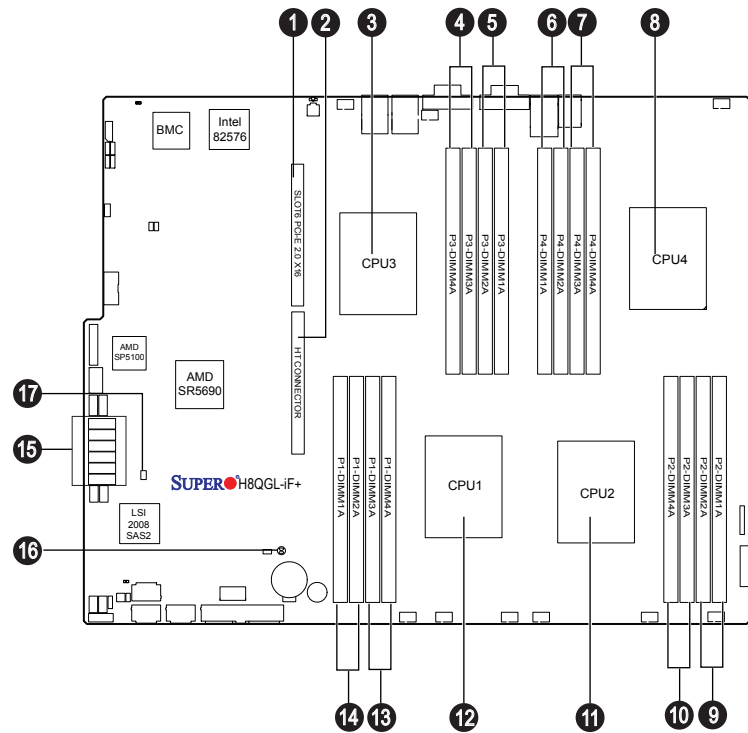 1
2
3
4
5
6
7
8
BMC
Intel
82576
SLOT6 PCI-E 2.0 X16
CPU3
P3-DIMM4A
P3-DIMM3A
P3-DIMM2A
P3-DIMM1A
P4-DIMM1A
P4-DIMM2A
P4-DIMM3A
P4-DIMM4A
CPU4
HT CONNECTOR
AMD
SP5100
AMD
SR5690
17
15
SUPER H8QGL-iF+
P1-DIMM1A
P1-DIMM2A
P1-DIMM3A
P1-DIMM4A
CPU1
CPU2
P2-DIMM4A
P2-DIMM3A
P2-DIMM2A
P2-DIMM1A
LSI
2008
SAS2
16
14
13
12
11
10
9